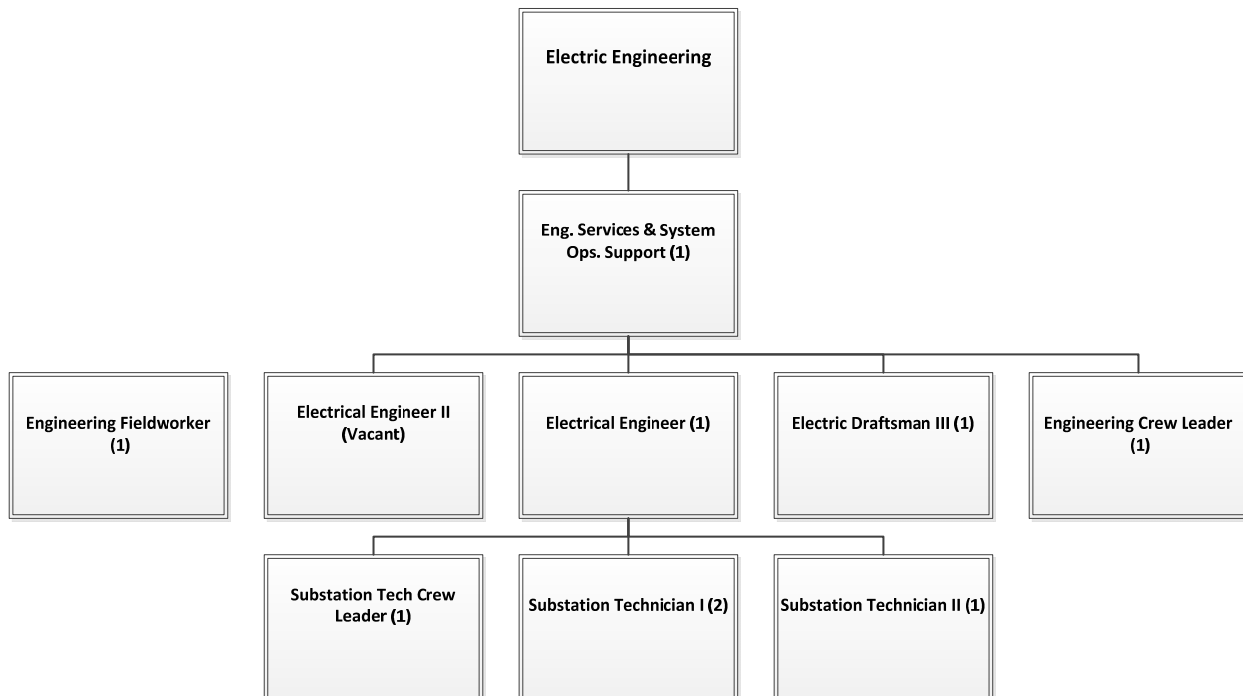 Electric Engineering
Eng. Services & System
Ops. Support (1)
Engineering Fieldworker
(1)
Electrical Engineer II
(Vacant)
Electrical Engineer (1)
Electric Draftsman III (1)
Engineering Crew Leader
(1)
Substation Tech Crew
Leader (1)
Substation Technician I (2)
Substation Technician II (1)